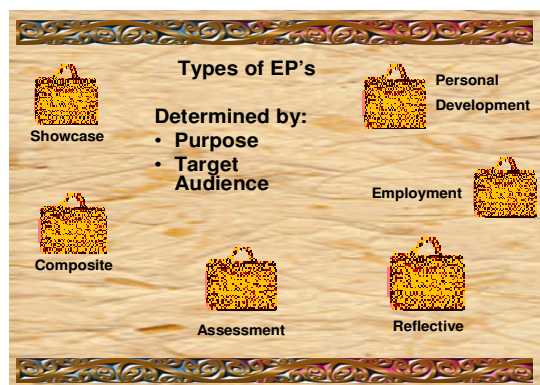 Types of EP's
Determined by:
• Purpose
• Target
Audience
Showcase
Personal
Development
Employment
Composite
Assessment
Reflective